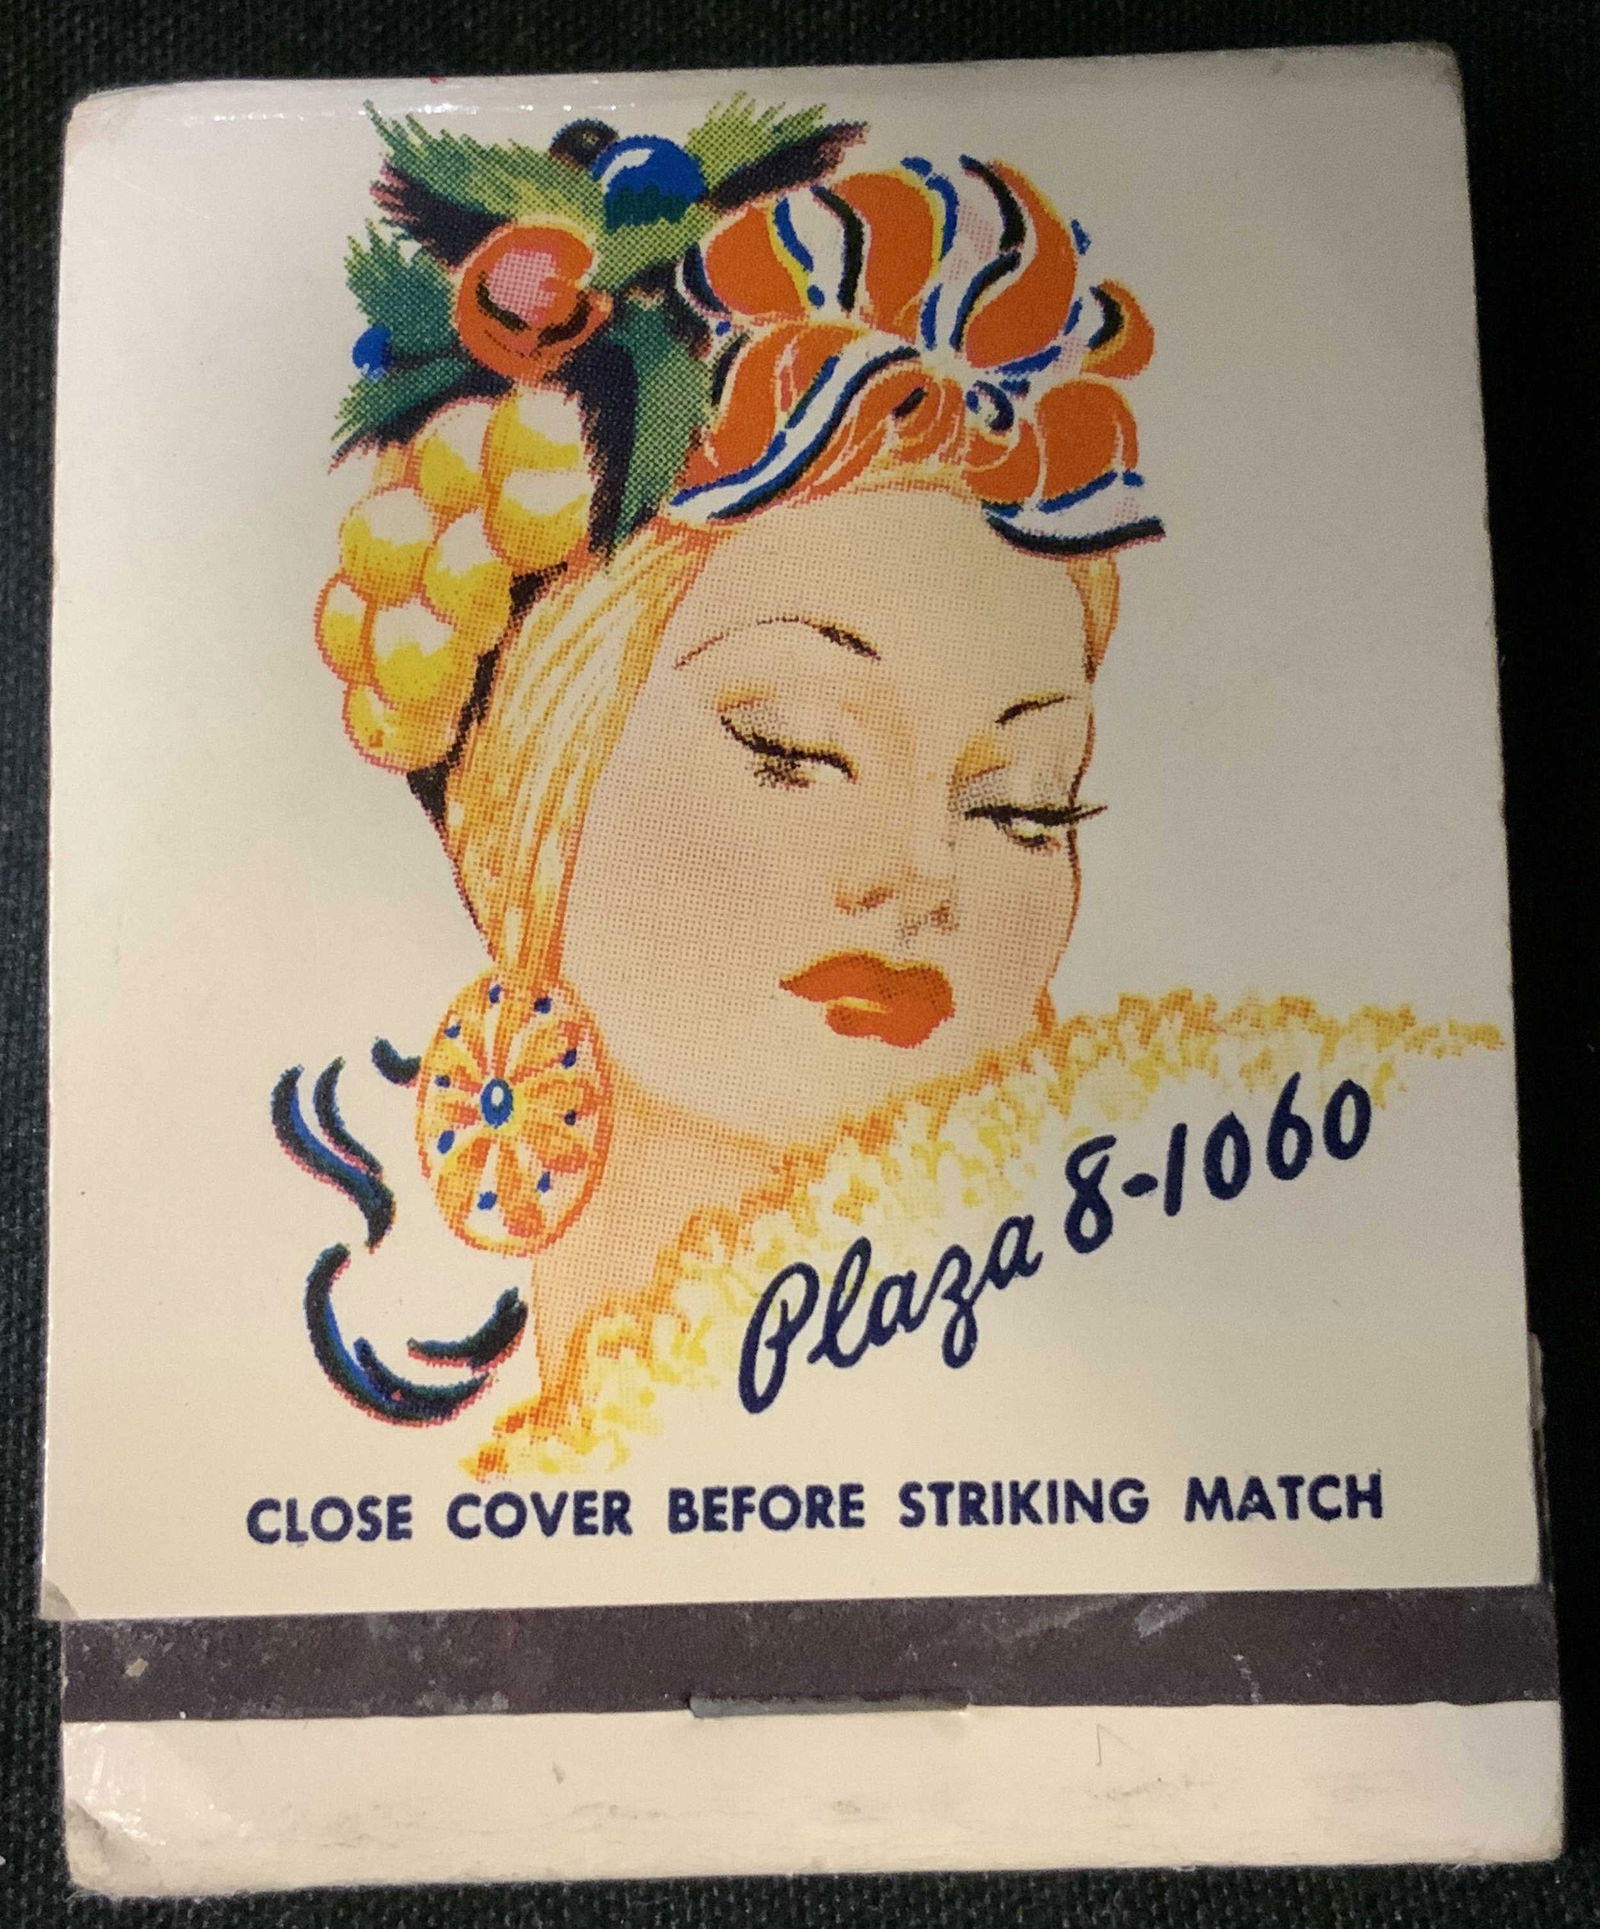 Plaza 8-1060
CLOSE COVER BEFORE STRIKING MATCH